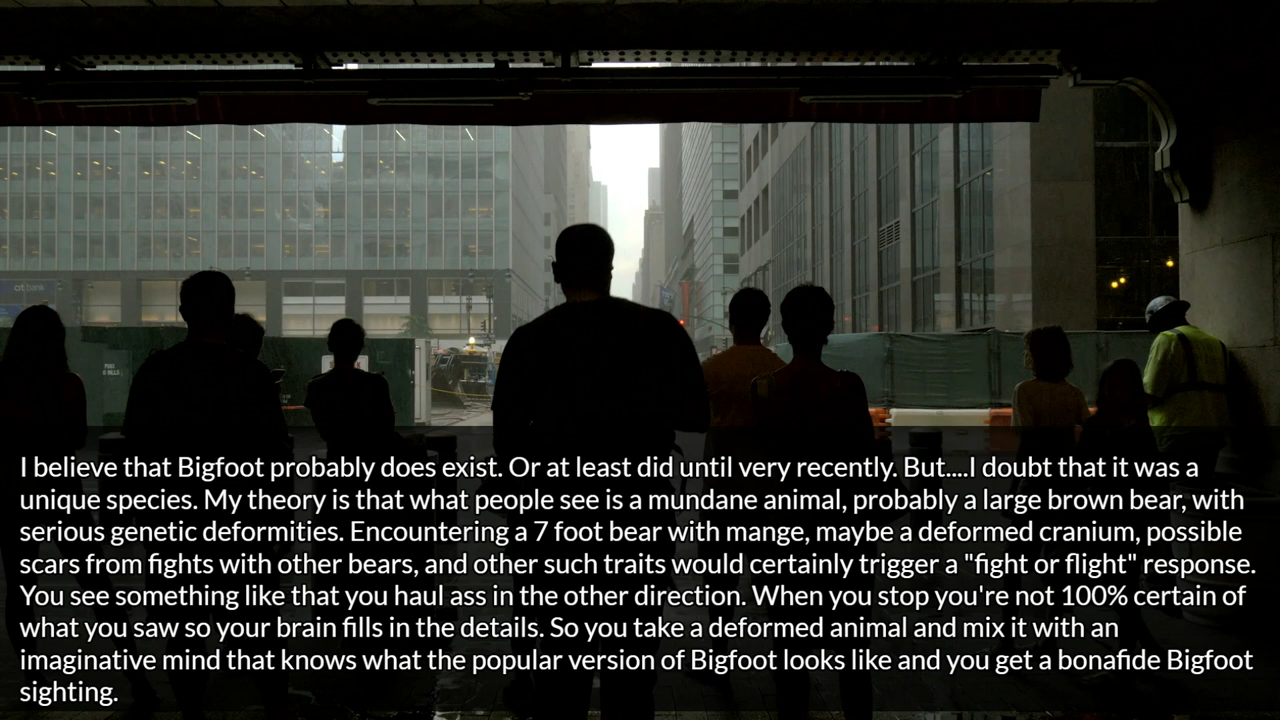 citibank
I believe that Bigfoot probably does exist. Or at least did until very recently. But....I doubt that it was a
unique species. My theory is that what people see is a mundane animal, probably a large brown bear, with
serious genetic deformities. Encountering a 7 foot bear with mange, maybe a deformed cranium, possible
scars from fights with other bears, and other such traits would certainly trigger a "fight or flight" response.
You see something like that you haul ass in the other direction. When you stop you're not 100% certain of
what you saw so your brain fills in the details. So you take a deformed animal and mix it with an
imaginative mind that knows what the popular version of Bigfoot looks like and you get a bonafide Bigfoot
sighting.